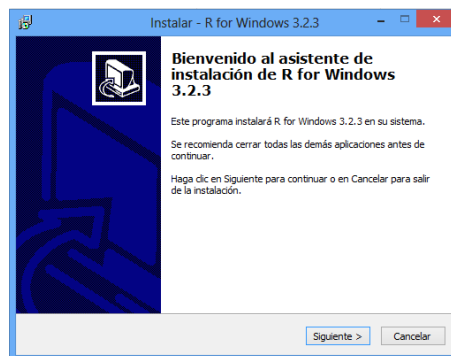 Instalar - R for Windows 3.2.3
Bienvenido al asistente de
instalación de R for Windows
3.2.3
Este programa instalará R for Windows 3.2.3 en su sistema.
Se recomienda cerrar todas las demás aplicaciones antes de
continuar.
Haga clic en Siguiente para continuar o en Cancelar para salir
de la instalación.
Siguiente >
Cancelar